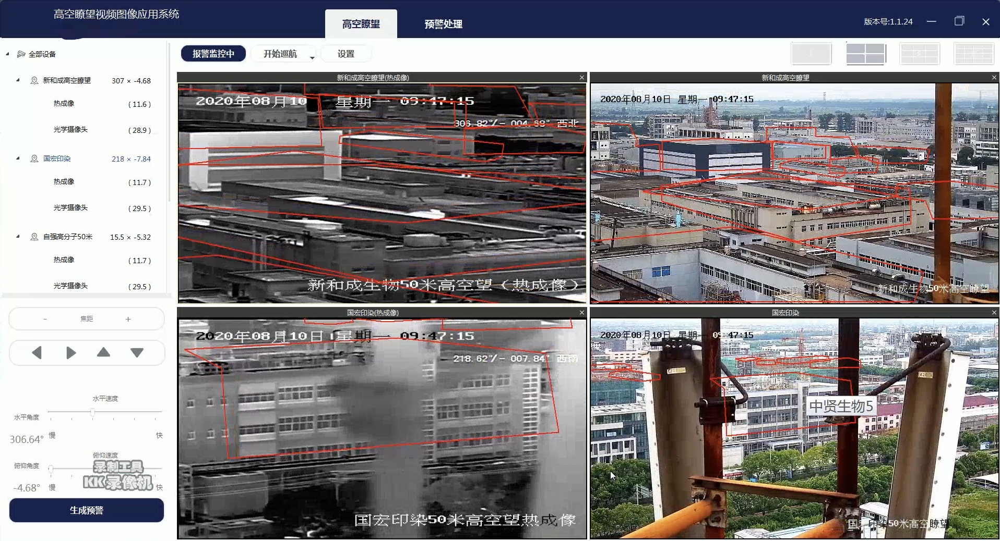 高空瞭望视频图像应用系统
高空瞭望
预警处理
版本号:1.1.24
全部设备
新和成高空瞭望 307 × -4.68
热成像 ( 11.6 )
光学摄像头 ( 28.9 )
国宏印染 218 × -7.84
热成像 ( 11.7 )
光学摄像头 ( 29.5 )
自强高分子50米 15.5 × -5.32
热成像 ( 11.7 )
光学摄像头 ( 29.5 )
- 焦距 +
水平速度
水平角度
306.64° 慢 快
俯仰速度
俯仰角度
-4.68° 慢 快
录制工具
KK录像机
生成预警
报警监控中
开始巡航
设置
新和成高空瞭望(热成像)
2020年08月10 星期一 09:47:15
306.82°/- 004.68° 西北
新和成生物50米高空望（热成像）
新和成高空瞭望
2020年08月10日 星期一 09:47:15
新和成生物50米高空瞭望
国宏印染(热成像)
2020年08月10日 星期一 09:47:15
218.62°/- 007.84° 西南
国宏印染50米高空望热成像
国宏印染
2020年08月10日 星期一 09:47:15
中贤生物5
国宏印染50米高空瞭望